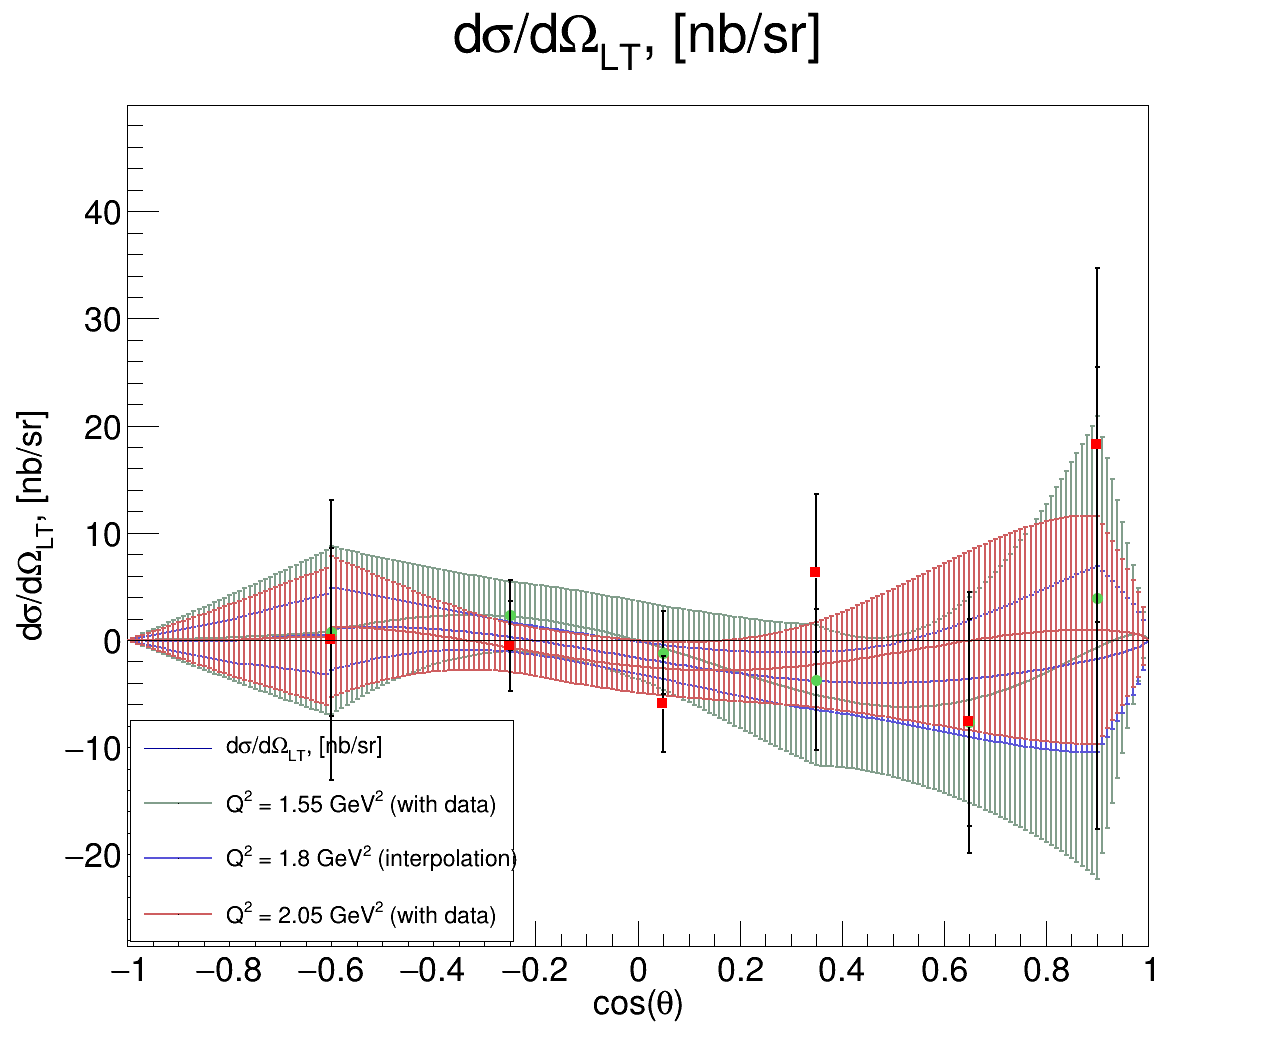 dσ/dΩ_LT, [nb/sr]
dσ/dΩ_LT, [nb/sr]
40
30
20
10
0
−10
−20
dσ/dΩ_LT, [nb/sr]
Q² = 1.55 GeV² (with data)
Q² = 1.8 GeV² (interpolation)
Q² = 2.05 GeV² (with data)
−1 −0.8 −0.6 −0.4 −0.2 0 0.2 0.4 0.6 0.8 1
cos(θ)